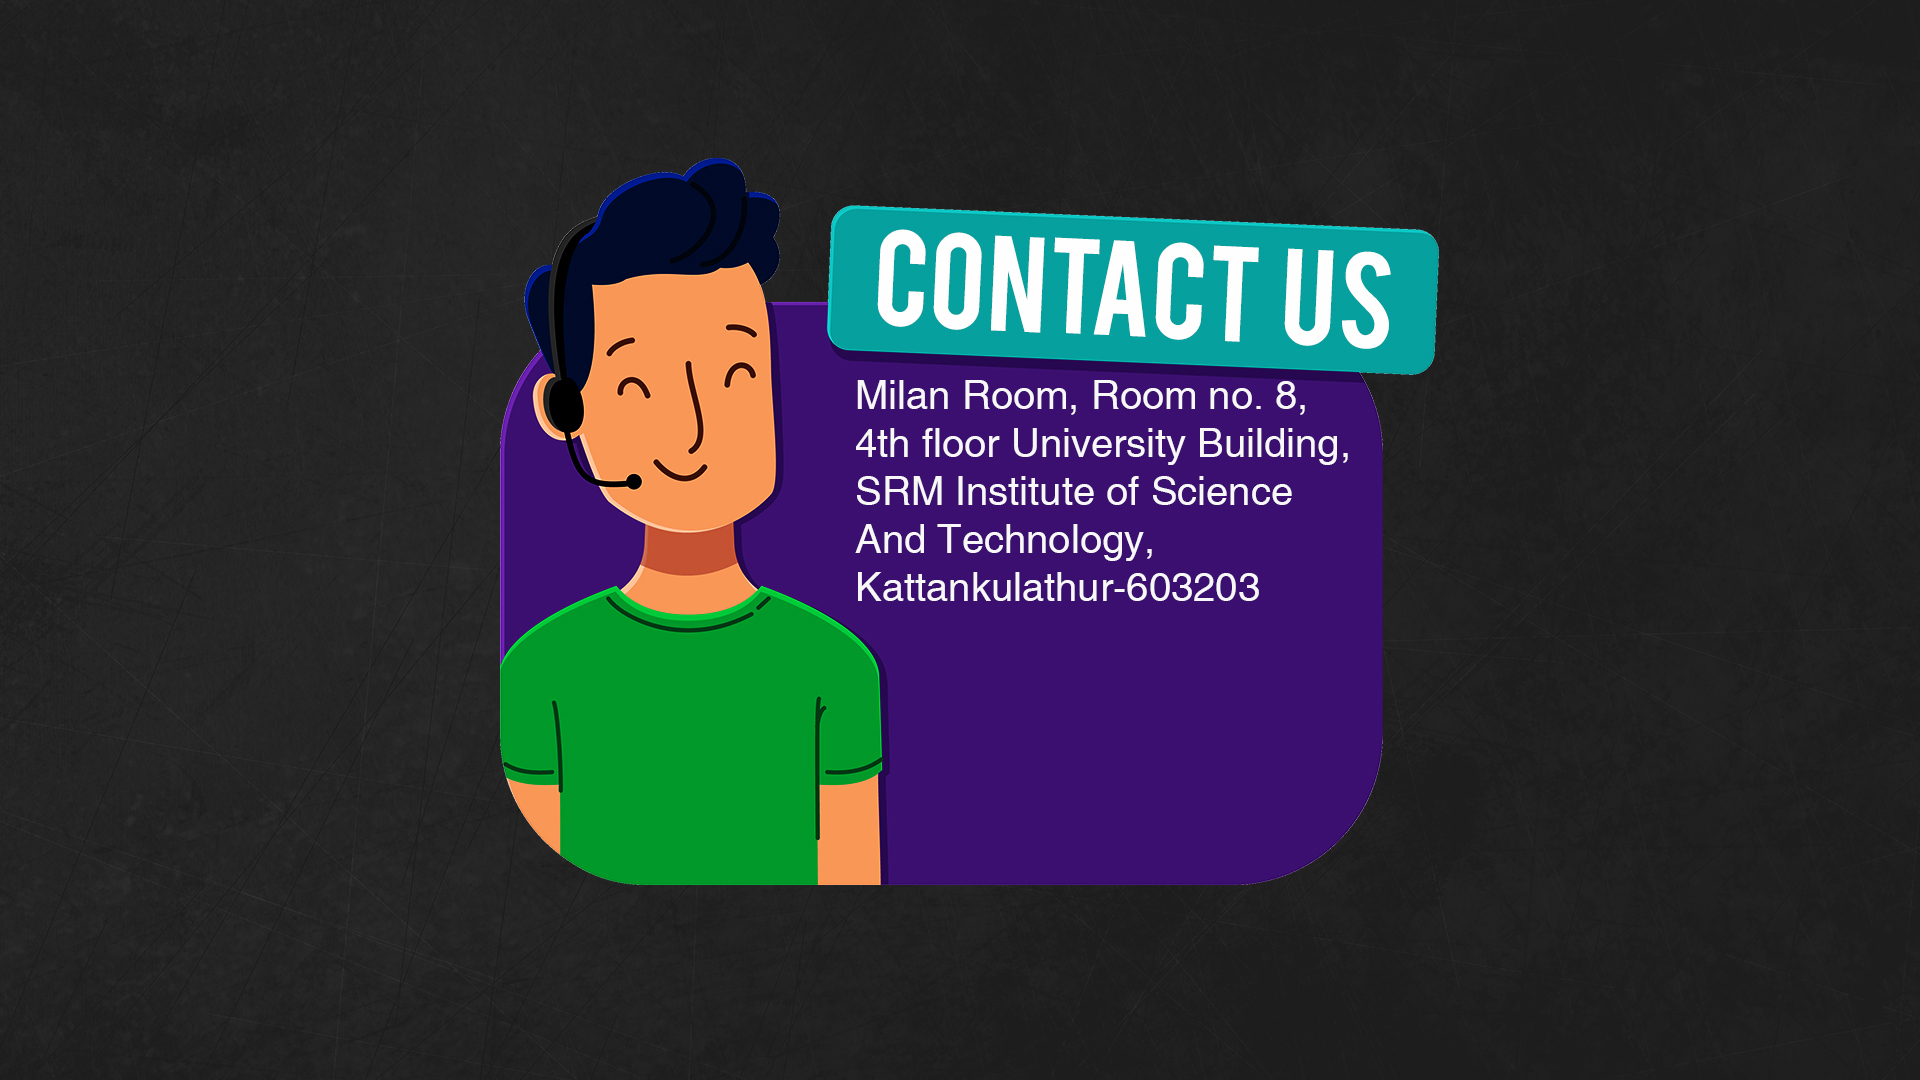 CONTACT US
Milan Room, Room no. 8,
4th floor University Building,
SRM Institute of Science
And Technology,
Kattankulathur-603203